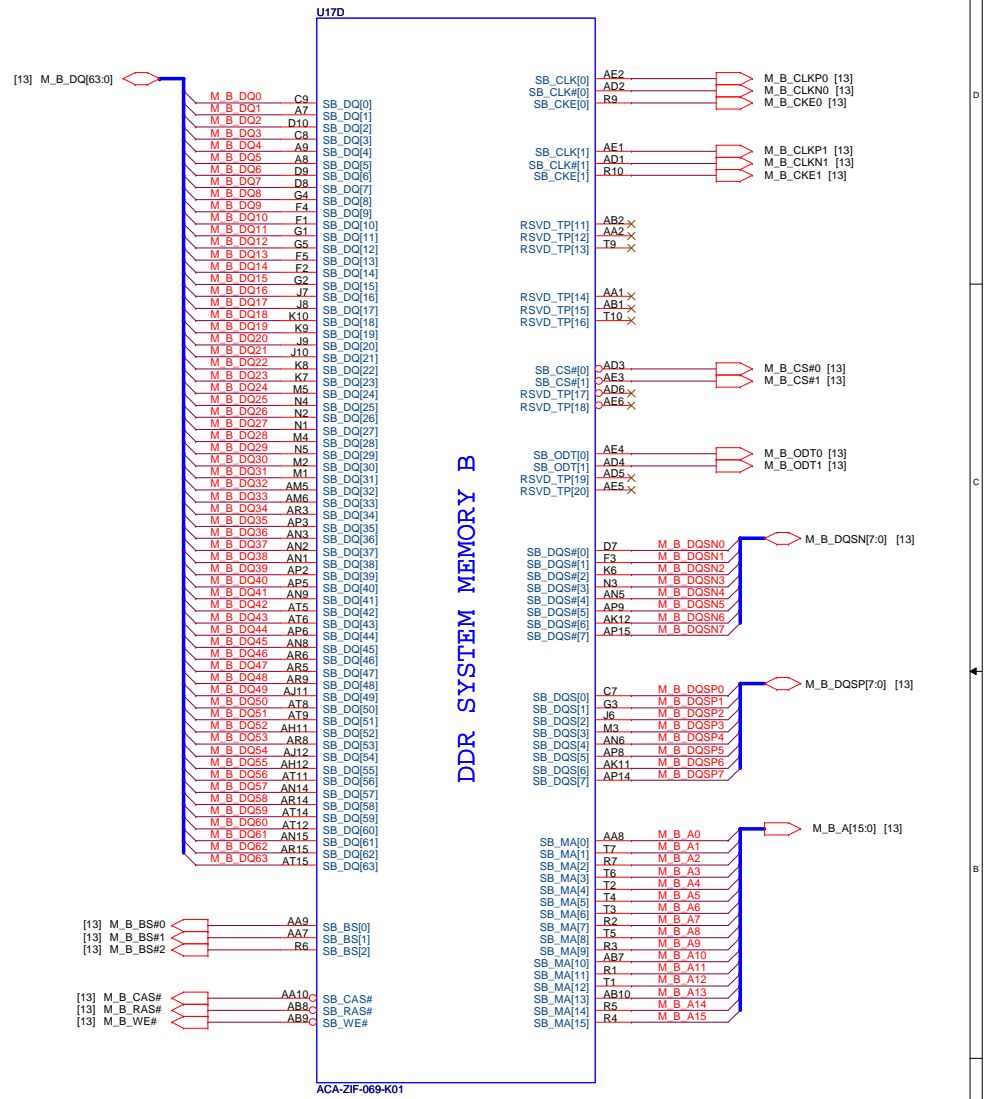 U17D
[13] M_B_DQ[63:0]
M_B_DQ0 C9 SB_DQ[0]
M_B_DQ1 A7 SB_DQ[1]
M_B_DQ2 D10 SB_DQ[2]
M_B_DQ3 C8 SB_DQ[3]
M_B_DQ4 A9 SB_DQ[4]
M_B_DQ5 A8 SB_DQ[5]
M_B_DQ6 D9 SB_DQ[6]
M_B_DQ7 D8 SB_DQ[7]
M_B_DQ8 G4 SB_DQ[8]
M_B_DQ9 F4 SB_DQ[9]
M_B_DQ10 F1 SB_DQ[10]
M_B_DQ11 G1 SB_DQ[11]
M_B_DQ12 G5 SB_DQ[12]
M_B_DQ13 F5 SB_DQ[13]
M_B_DQ14 F2 SB_DQ[14]
M_B_DQ15 G2 SB_DQ[15]
M_B_DQ16 J7 SB_DQ[16]
M_B_DQ17 J8 SB_DQ[17]
M_B_DQ18 K10 SB_DQ[18]
M_B_DQ19 K9 SB_DQ[19]
M_B_DQ20 J9 SB_DQ[20]
M_B_DQ21 J10 SB_DQ[21]
M_B_DQ22 K8 SB_DQ[22]
M_B_DQ23 K7 SB_DQ[23]
M_B_DQ24 M5 SB_DQ[24]
M_B_DQ25 N4 SB_DQ[25]
M_B_DQ26 N2 SB_DQ[26]
M_B_DQ27 N1 SB_DQ[27]
M_B_DQ28 M4 SB_DQ[28]
M_B_DQ29 N5 SB_DQ[29]
M_B_DQ30 M2 SB_DQ[30]
M_B_DQ31 M1 SB_DQ[31]
M_B_DQ32 AM5 SB_DQ[32]
M_B_DQ33 AM6 SB_DQ[33]
M_B_DQ34 AR3 SB_DQ[34]
M_B_DQ35 AP3 SB_DQ[35]
M_B_DQ36 AN3 SB_DQ[36]
M_B_DQ37 AN2 SB_DQ[37]
M_B_DQ38 AN1 SB_DQ[38]
M_B_DQ39 AP2 SB_DQ[39]
M_B_DQ40 AP5 SB_DQ[40]
M_B_DQ41 AN9 SB_DQ[41]
M_B_DQ42 AT5 SB_DQ[42]
M_B_DQ43 AT6 SB_DQ[43]
M_B_DQ44 AP6 SB_DQ[44]
M_B_DQ45 AN8 SB_DQ[45]
M_B_DQ46 AR6 SB_DQ[46]
M_B_DQ47 AR5 SB_DQ[47]
M_B_DQ48 AR9 SB_DQ[48]
M_B_DQ49 AJ11 SB_DQ[49]
M_B_DQ50 AT8 SB_DQ[50]
M_B_DQ51 AT9 SB_DQ[51]
M_B_DQ52 AH11 SB_DQ[52]
M_B_DQ53 AR8 SB_DQ[53]
M_B_DQ54 AJ12 SB_DQ[54]
M_B_DQ55 AH12 SB_DQ[55]
M_B_DQ56 AT11 SB_DQ[56]
M_B_DQ57 AN14 SB_DQ[57]
M_B_DQ58 AR14 SB_DQ[58]
M_B_DQ59 AT14 SB_DQ[59]
M_B_DQ60 AT12 SB_DQ[60]
M_B_DQ61 AN15 SB_DQ[61]
M_B_DQ62 AR15 SB_DQ[62]
M_B_DQ63 AT15 SB_DQ[63]
[13] M_B_BS#0 AA9 SB_BS[0]
[13] M_B_BS#1 AA7 SB_BS[1]
[13] M_B_BS#2 R6 SB_BS[2]
[13] M_B_CAS# AA10 SB_CAS#
[13] M_B_RAS# AB8 SB_RAS#
[13] M_B_WE# AB9 SB_WE#
DDR SYSTEM MEMORY B
SB_CLK[0] AE2 M_B_CLKP0 [13]
SB_CLK#[0] AD2 M_B_CLKN0 [13]
SB_CKE[0] R9 M_B_CKE0 [13]
SB_CLK[1] AE1 M_B_CLKP1 [13]
SB_CLK#[1] AD1 M_B_CLKN1 [13]
SB_CKE[1] R10 M_B_CKE1 [13]
RSVD_TP[11] AB2
RSVD_TP[12] AA2
RSVD_TP[13] T9
RSVD_TP[14] AA1
RSVD_TP[15] AB1
RSVD_TP[16] T10
SB_CS#[0] AD3 M_B_CS#0 [13]
SB_CS#[1] AE3 M_B_CS#1 [13]
RSVD_TP[17] AD6
RSVD_TP[18] AE6
SB_ODT[0] AE4 M_B_ODT0 [13]
SB_ODT[1] AD4 M_B_ODT1 [13]
RSVD_TP[19] AD5
RSVD_TP[20] AE5
M_B_DQSN[7:0] [13]
SB_DQS#[0] D7 M_B_DQSN0
SB_DQS#[1] F3 M_B_DQSN1
SB_DQS#[2] K6 M_B_DQSN2
SB_DQS#[3] N3 M_B_DQSN3
SB_DQS#[4] AN5 M_B_DQSN4
SB_DQS#[5] AP9 M_B_DQSN5
SB_DQS#[6] AK12 M_B_DQSN6
SB_DQS#[7] AP15 M_B_DQSN7
M_B_DQSP[7:0] [13]
SB_DQS[0] C7 M_B_DQSP0
SB_DQS[1] G3 M_B_DQSP1
SB_DQS[2] J6 M_B_DQSP2
SB_DQS[3] M3 M_B_DQSP3
SB_DQS[4] AN6 M_B_DQSP4
SB_DQS[5] AP8 M_B_DQSP5
SB_DQS[6] AK11 M_B_DQSP6
SB_DQS[7] AP14 M_B_DQSP7
M_B_A[15:0] [13]
SB_MA[0] AA8 M_B_A0
SB_MA[1] T7 M_B_A1
SB_MA[2] R7 M_B_A2
SB_MA[3] T6 M_B_A3
SB_MA[4] T2 M_B_A4
SB_MA[5] T4 M_B_A5
SB_MA[6] T3 M_B_A6
SB_MA[7] R2 M_B_A7
SB_MA[8] T5 M_B_A8
SB_MA[9] R3 M_B_A9
SB_MA[10] AB7 M_B_A10
SB_MA[11] R1 M_B_A11
SB_MA[12] T1 M_B_A12
SB_MA[13] AB10 M_B_A13
SB_MA[14] R5 M_B_A14
SB_MA[15] R4 M_B_A15
ACA-ZIF-069-K01
D
C
B